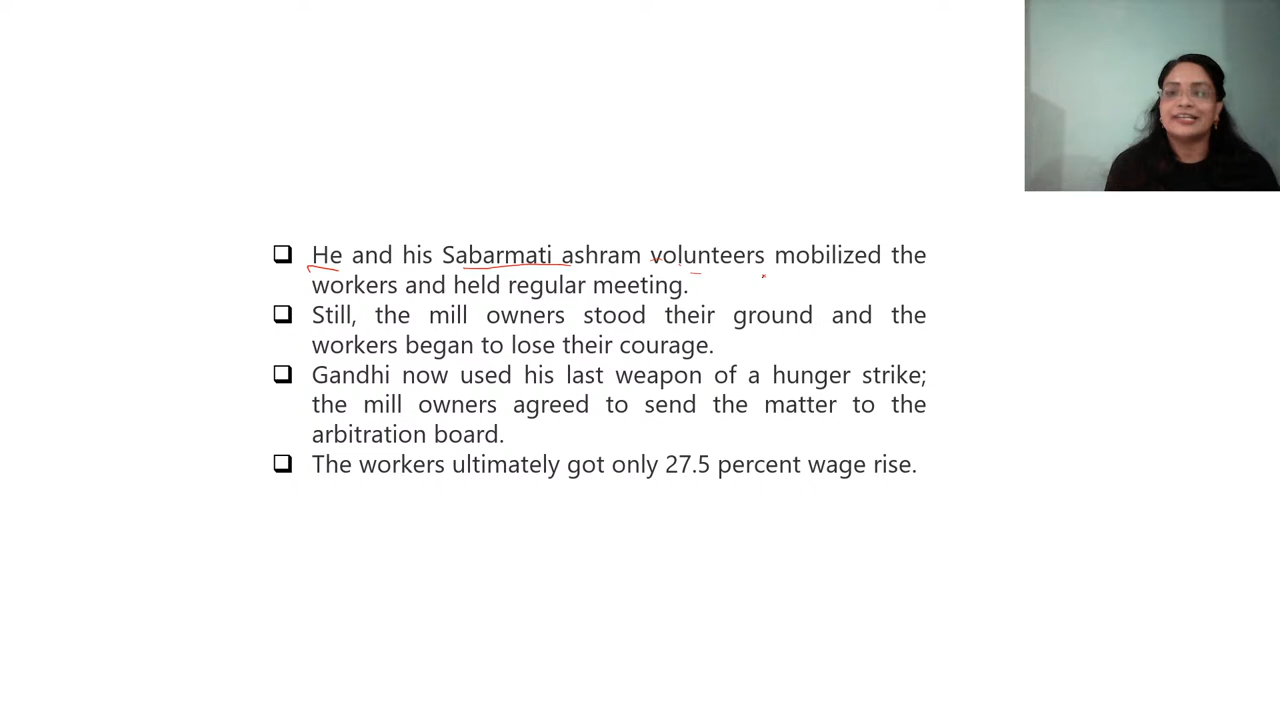 He and his Sabarmati ashram volunteers mobilized the
workers and held regular meeting.
Still, the mill owners stood their ground and the
workers began to lose their courage.
Gandhi now used his last weapon of a hunger strike;
the mill owners agreed to send the matter to the
arbitration board.
The workers ultimately got only 27.5 percent wage rise.